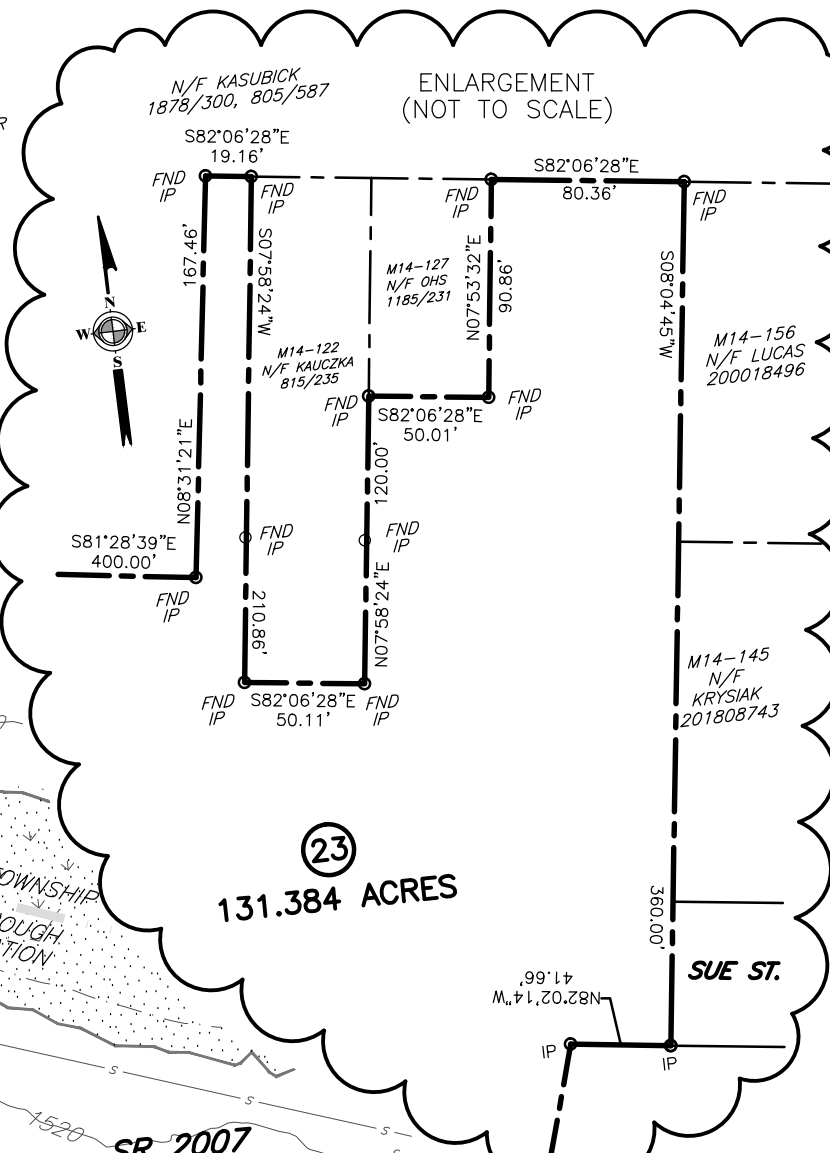 N/F KASUBICK
1878/300, 805/587
ENLARGEMENT
(NOT TO SCALE)
R
S82°06'28"E
19.16'
S82°06'28"E
80.36'
FND
IP
FND
IP
FND
IP
FND
IP
167.46'
S07°58'24"W
M14-127
N/F OHS
1185/231
N07°53'32"E
90.86'
S08°04'45"W
N
W
E
S
M14-156
N/F LUCAS
200018496
M14-122
N/F KAUCZKA
815/235
FND
IP
S82°06'28"E
50.01'
FND
IP
N08°31'21"E
120.00'
S81°28'39"E
400.00'
FND
IP
FND
IP
FND
IP
210.86'
N07°58'24"E
M14-145
N/F
KRYSIAK
201808743
FND
IP
S82°06'28"E
50.11'
FND
IP
23
131.384 ACRES
OWNSHIP
OUGH
TION
360.00'
SUE ST.
N82°02'14"W
41.66'
IP
IP
S
S
S
S
1520
SR 2007